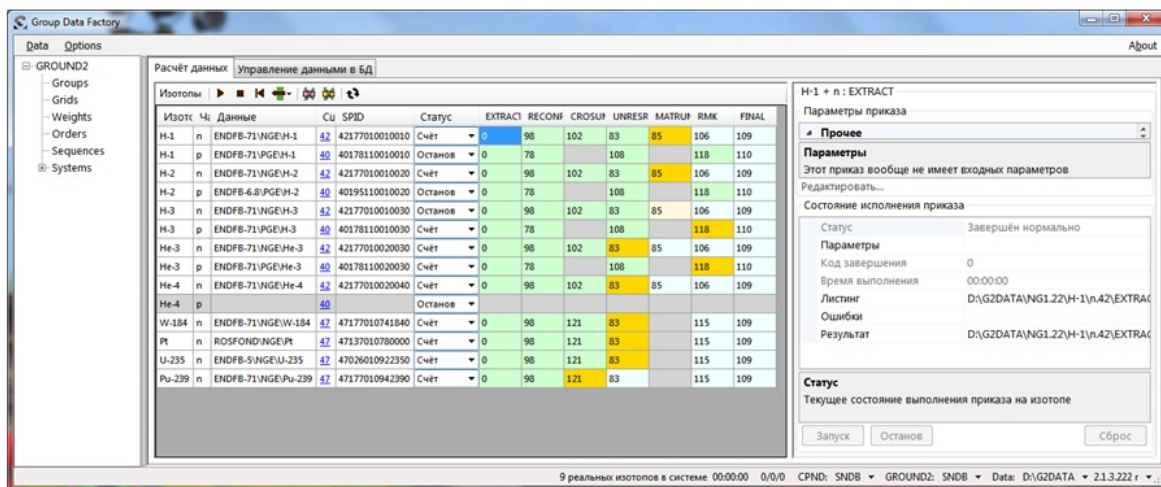 Group Data Factory
Data Options About
GROUND2
Groups
Grids
Weights
Orders
Sequences
Systems
Расчёт данных Управление данными в БД
Изотопы
Изотс Ча Данные Си SPID Статус EXTRACT RECONF CROSUM UNRESR MATRUM RMK FINAL
H-1 n ENDFB-71\NGE\H-1 42 42177010010010 Счёт 0 98 102 83 85 106 109
H-1 p ENDFB-71\PGE\H-1 40 40178110010010 Останов 0 78 108 118 110
H-2 n ENDFB-71\NGE\H-2 42 42177010010020 Счёт 0 98 102 83 85 106 109
H-2 p ENDFB-6.8\PGE\H-2 40 40195110010020 Останов 0 78 108 118 110
H-3 n ENDFB-71\NGE\H-3 42 42177010010030 Останов 0 98 102 83 85 106 109
H-3 p ENDFB-71\PGE\H-3 40 40178110010030 Останов 0 78 108 118 110
He-3 n ENDFB-71\NGE\He-3 42 42177010020030 Счёт 0 98 102 83 85 106 109
He-3 p ENDFB-71\PGE\He-3 40 40178110020030 Счёт 0 78 108 118 110
He-4 n ENDFB-71\NGE\He-4 42 42177010020040 Счёт 0 98 102 83 85 106 109
He-4 p 40 Останов
W-184 n ENDFB-71\NGE\W-184 47 47177010741840 Счёт 0 98 121 83 115 109
Pt n ROSFOND\NGE\Pt 47 47137010780000 Счёт 0 98 121 83 115 109
U-235 n ENDFB-5\NGE\U-235 47 47026010922350 Счёт 0 98 121 83 115 109
Pu-239 n ENDFB-71\NGE\Pu-239 47 47177010942390 Счёт 0 98 121 83 115 109
H-1 + n : EXTRACT
Параметры приказа
Прочее
Параметры
Этот приказ вообще не имеет входных параметров
Редактировать...
Состояние исполнения приказа
Статус Завершён нормально
Параметры
Код завершения 0
Время выполнения 00:00:00
Листинг D:\G2DATA\NG1.22\H-1\n.42\EXTRAC
Ошибки
Результат D:\G2DATA\NG1.22\H-1\n.42\EXTRAC
Статус
Текущее состояние выполнения приказа на изотопе
Запуск Останов Сброс
9 реальных изотопов в системе 00:00:00 0/0/0 CPND: SNDB GROUND2: SNDB Data: D:\G2DATA 2.1.3.222 r